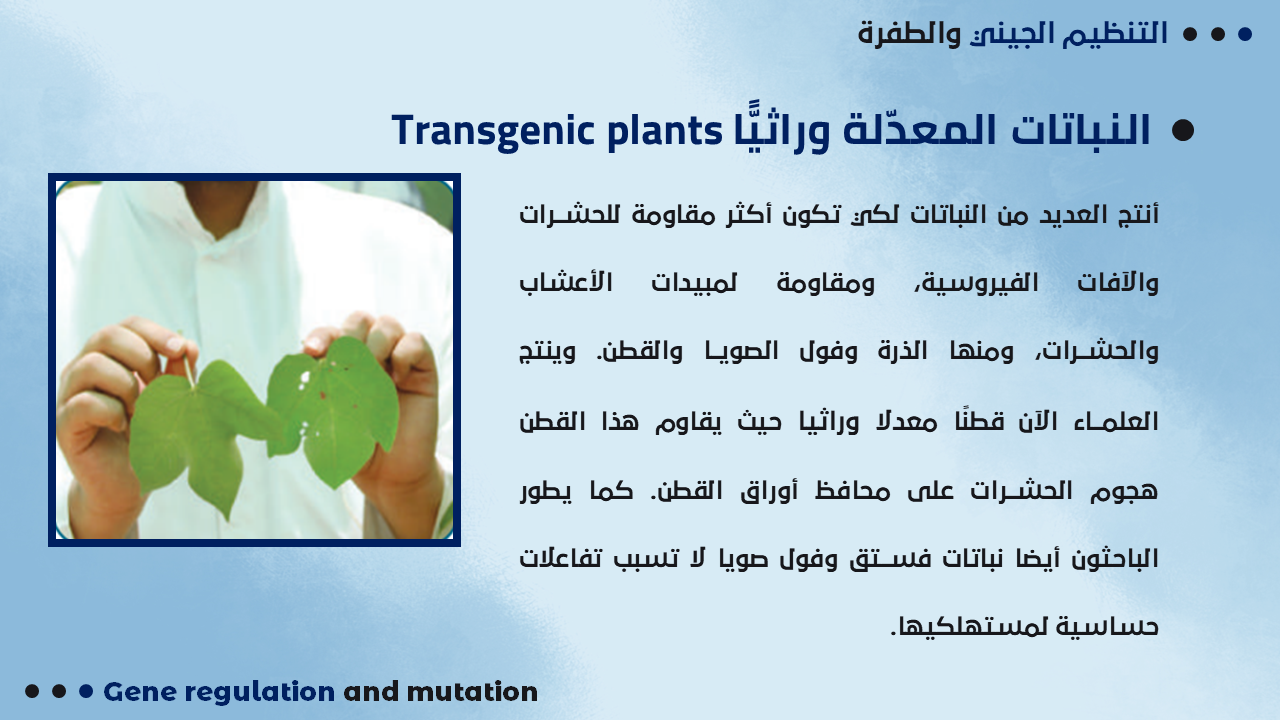 التنظيم الجيني والطفرة
النباتات المعدّلة وراثيًّا Transgenic plants
أنتج العديد من النباتات لكي تكون أكثر مقاومة للحشـرات
والآفات الفيروسية، ومقاومة لمبيدات الأعشاب
والحشـرات، ومنها الذرة وفول الصويـا والقطن. وينتج
العلمـاء الآن قطنًا معدلا وراثيا حيث يقاوم هذا القطن
هجوم الحشـرات على محافظ أوراق القطن. كما يطور
الباحثون أيضا نباتات فسـتق وفول صويا لا تسبب تفاعلات
حساسية لمستهلكيها.
Gene regulation and mutation